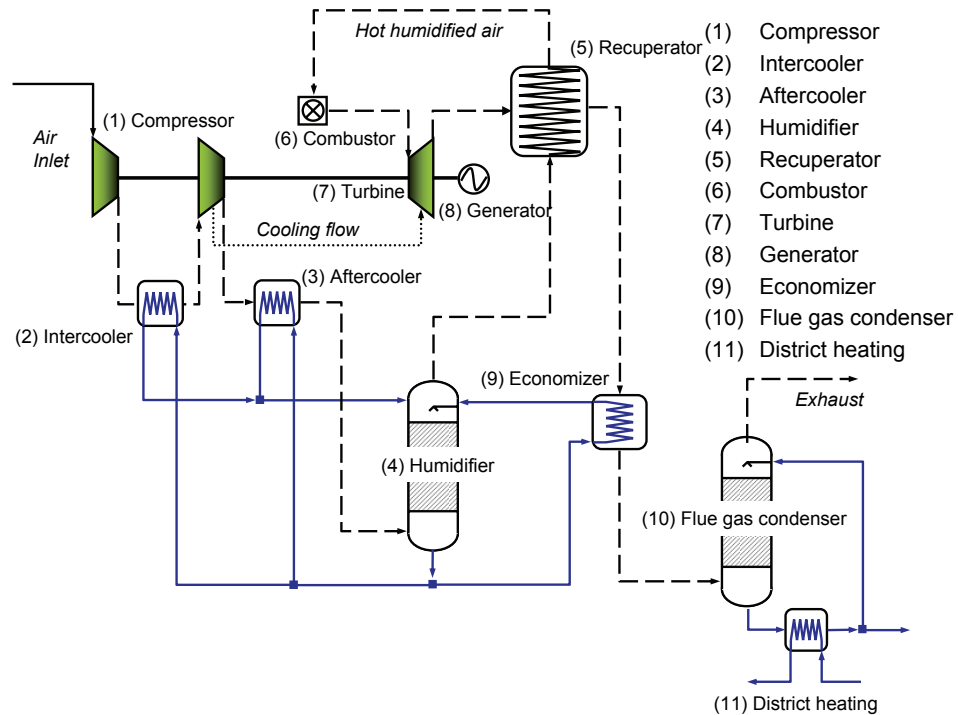 Hot humidified air
(5) Recuperator
(1) Compressor
Air
Inlet
(6) Combustor
(7) Turbine
(8) Generator
Cooling flow
(3) Aftercooler
(2) Intercooler
(9) Economizer
(4) Humidifier
Exhaust
(10) Flue gas condenser
(11) District heating
(1) Compressor
(2) Intercooler
(3) Aftercooler
(4) Humidifier
(5) Recuperator
(6) Combustor
(7) Turbine
(8) Generator
(9) Economizer
(10) Flue gas condenser
(11) District heating